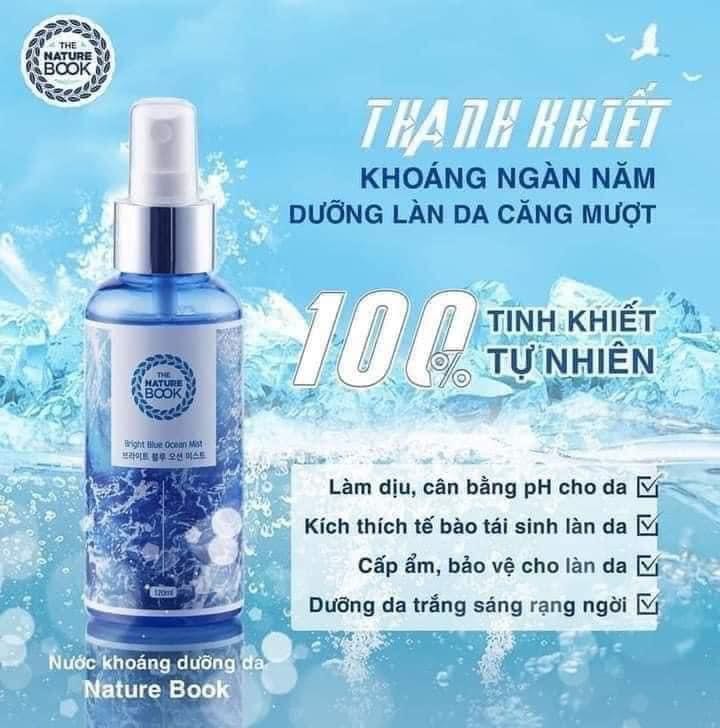 THE
NATURE
BOOK
THANH KHIẾT
KHOÁNG NGÀN NĂM
DƯỠNG LÀN DA CĂNG MƯỢT
100%
TINH KHIẾT
TỰ NHIÊN
THE
NATURE
BOOK
Bright Blue Ocean Mist
브라이트 블루 오션 미스트
120ml
Làm dịu, cân bằng pH cho da
Kích thích tế bào tái sinh làn da
Cấp ẩm, bảo vệ cho làn da
Dưỡng da trắng sáng rạng ngời
Nước khoáng dưỡng da
Nature Book